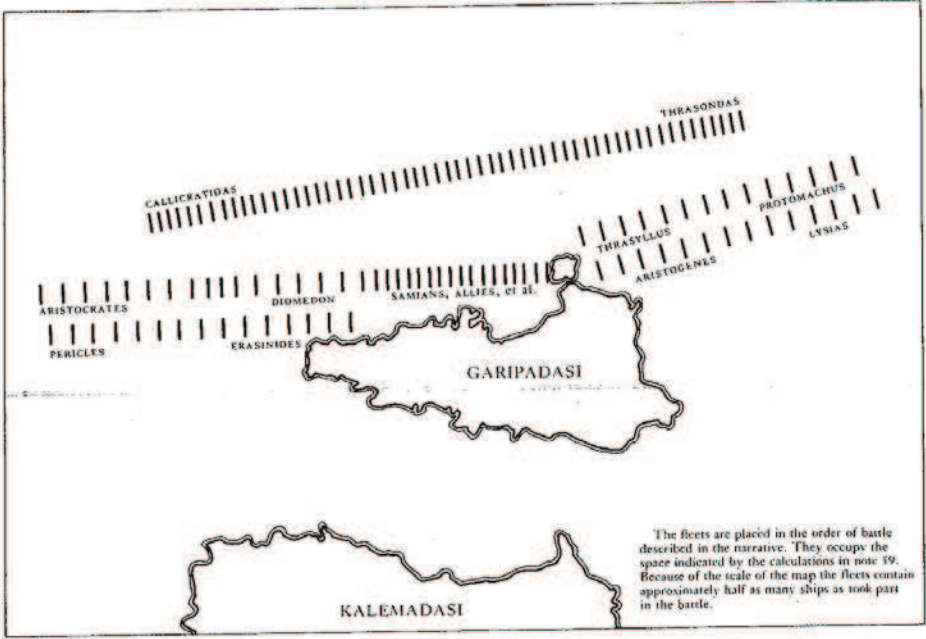 THRASONDAS
CALLICRATIDAS
PROTOMACHUS
THRASYLLUS
LYSIAS
ARISTOGENES
SAMIANS, ALLIES, et al.
DIOMEDON
ARISTOCRATES
ERASINIDES
PERICLES
GARIPADASI
The fleets are placed in the order of battle
described in the narrative. They occupy the
space indicated by the calculations in note 39.
Because of the scale of the map the fleets contain
approximately half as many ships as took part
in the battle.
KALEMADASI